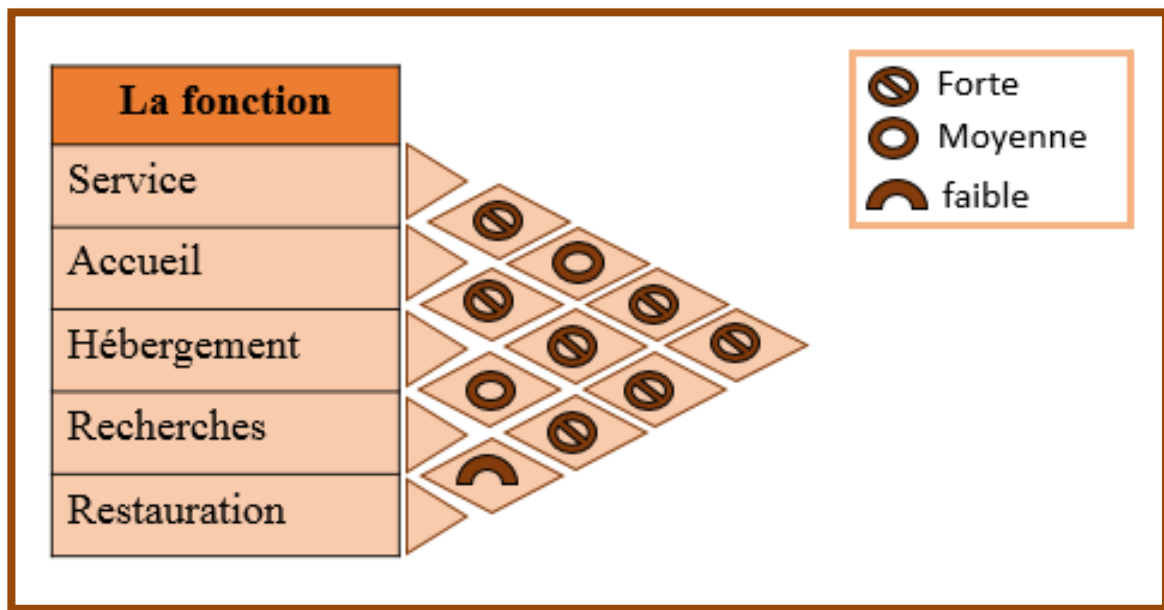 La fonction
Service
Accueil
Hébergement
Recherches
Restauration
Forte
Moyenne
faible